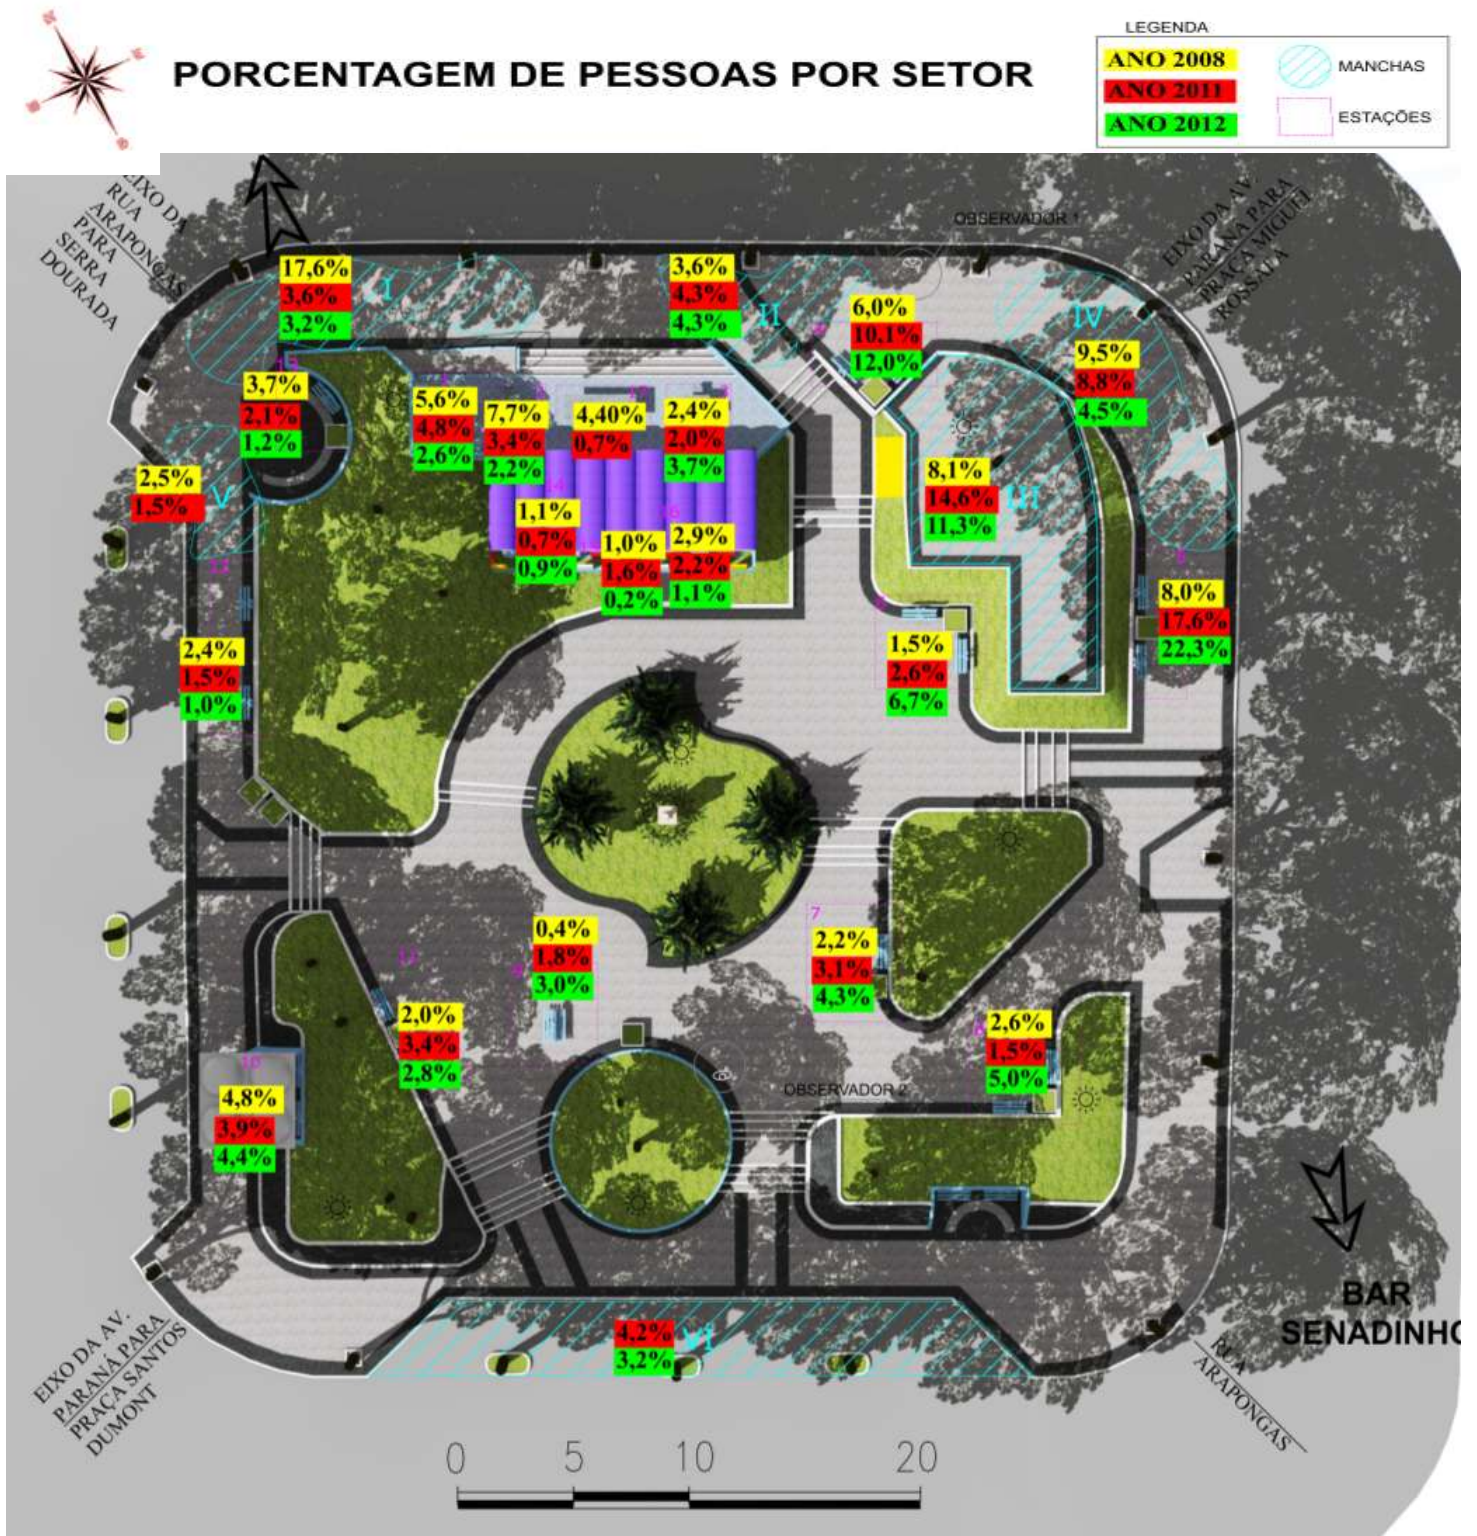 PORCENTAGEM DE PESSOAS POR SETOR
LEGENDA
ANO 2008
ANO 2011
ANO 2012
MANCHAS
ESTAÇÕES
EIXO DA
RUA
ARAPONGAS
PARA
SERRA
DOURADA
OBSERVADOR 1
EIXO DA AV.
PARANÁ PARA
PRAÇA MIGUEL
ROSSAFA
17,6%
3,6%
3,2%
I
3,6%
4,3%
4,3%
II
6,0%
10,1%
12,0%
IV
9,5%
8,8%
4,5%
3,7%
2,1%
1,2%
5,6%
4,8%
2,6%
7,7%
3,4%
2,2%
4,40%
0,7%
2,4%
2,0%
3,7%
2,5%
1,5%
V
8,1%
14,6%
11,3%
III
1,1%
0,7%
0,9%
1,0%
1,6%
0,2%
2,9%
2,2%
1,1%
8,0%
17,6%
22,3%
2,4%
1,5%
1,0%
1,5%
2,6%
6,7%
7
0,4%
1,8%
3,0%
2,2%
3,1%
4,3%
11
2,0%
3,4%
2,8%
2,6%
1,5%
5,0%
10
4,8%
3,9%
4,4%
OBSERVADOR 2
4,2%
3,2%
VI
BAR
SENADINHO
RUA
ARAPONGAS
EIXO DA AV.
PARANÁ PARA
PRAÇA SANTOS
DUMONT
0 5 10 20